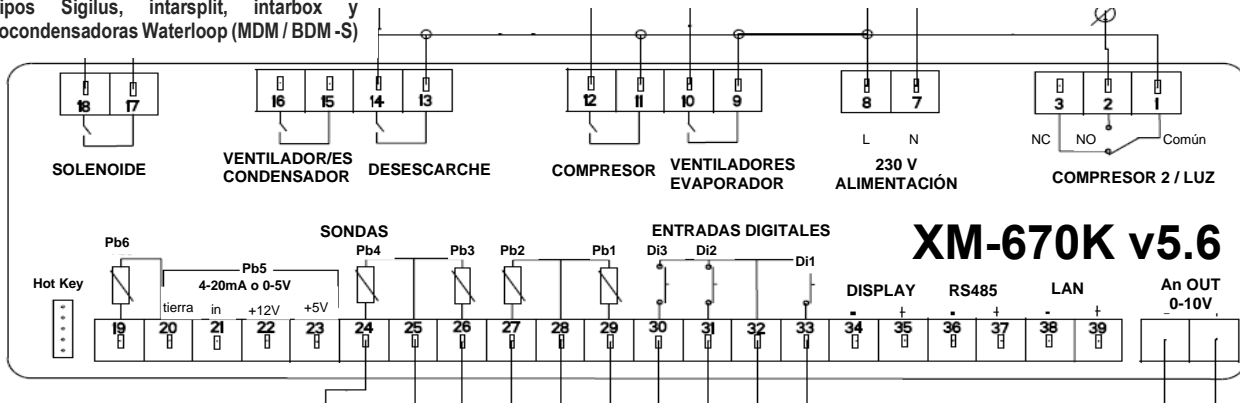 ipos Sigilus, intarsplit, intarbox y
ocondensadoras Waterloop (MDM / BDM -S)
18 17 16 15 14 13 12 11 10 9 8 7 3 2 1
L N NC NO Común
SOLENOIDE
VENTILADOR/ES
CONDENSADOR
DESESCARCHE
COMPRESOR
VENTILADORES
EVAPORADOR
230 V
ALIMENTACIÓN
COMPRESOR 2 / LUZ
SONDAS
ENTRADAS DIGITALES
XM-670K v5.6
Pb6 Pb5 Pb4 Pb3 Pb2 Pb1 Di3 Di2 Di1
4-20mA o 0-5V
Hot Key
tierra in +12V +5V
DISPLAY RS485 LAN
An OUT
0-10V
- + - + - + - -
19 20 21 22 23 24 25 26 27 28 29 30 31 32 33 34 35 36 37 38 39